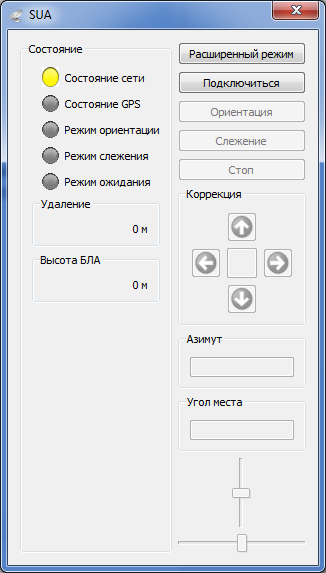 SUA
Состояние
Состояние сети
Состояние GPS
Режим ориентации
Режим слежения
Режим ожидания
Удаление
0 м
Высота БЛА
0 м
Расширенный режим
Подключиться
Ориентация
Слежение
Стоп
Коррекция
Азимут
Угол места